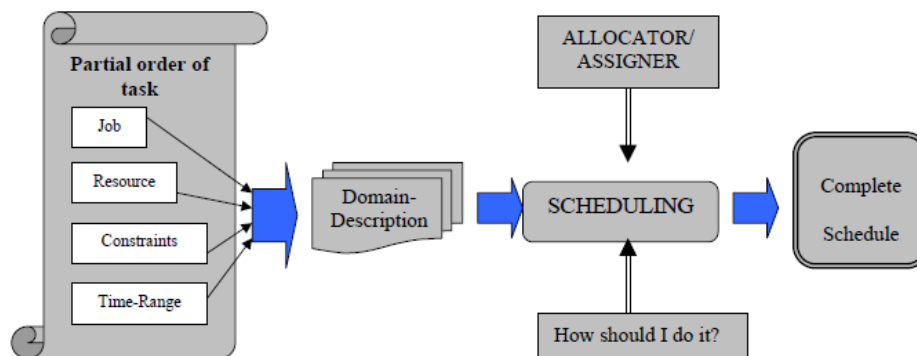 Partial order of
task
Job
Resource
Constraints
Time-Range
Domain-
Description
ALLOCATOR/
ASSIGNER
SCHEDULING
How should I do it?
Complete
Schedule